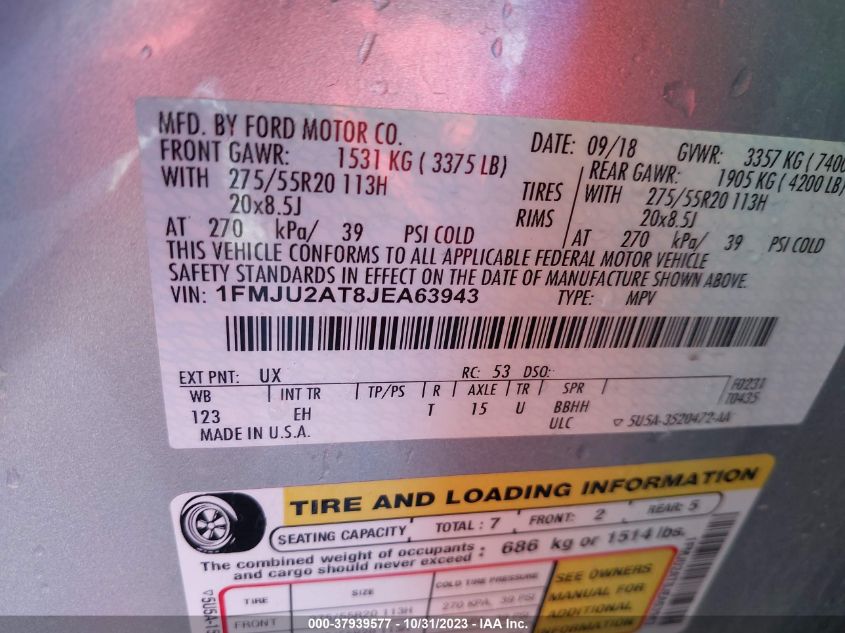 MFD. BY FORD MOTOR CO. DATE: 09/18 GVWR: 3357 KG ( 7400
FRONT GAWR: 1531 KG ( 3375 LB) REAR GAWR: 1905 KG ( 4200 LB)
WITH 275/55R20 113H TIRES WITH 275/55R20 113H
20x8.5J RIMS 20x8.5J
AT 270 kPa/ 39 PSI COLD AT 270 kPa/ 39 PSI COLD
THIS VEHICLE CONFORMS TO ALL APPLICABLE FEDERAL MOTOR VEHICLE
SAFETY STANDARDS IN EFFECT ON THE DATE OF MANUFACTURE SHOWN ABOVE.
VIN: 1FMJU2AT8JEA63943 TYPE: MPV
EXT PNT: UX RC: 53 DSO:
WB INT TR TP/PS R AXLE TR SPR F0231
123 EH T 15 U BBHH T0435
MADE IN U.S.A. ULC ▽ 5U5A-3520472-AA
TIRE AND LOADING INFORMATION
SEATING CAPACITY TOTAL : 7 FRONT: 2 REAR: 5
The combined weight of occupants and cargo should never exceed : 686 kg or 1514 lbs.
TIRE SIZE COLD TIRE PRESSURE SEE OWNERS
MANUAL FOR
FRONT 275/55R20 113H 270 KPA, 39 PSI ADDITIONAL
INFORMATION
000-37939577 - 10/31/2023 - IAA Inc.